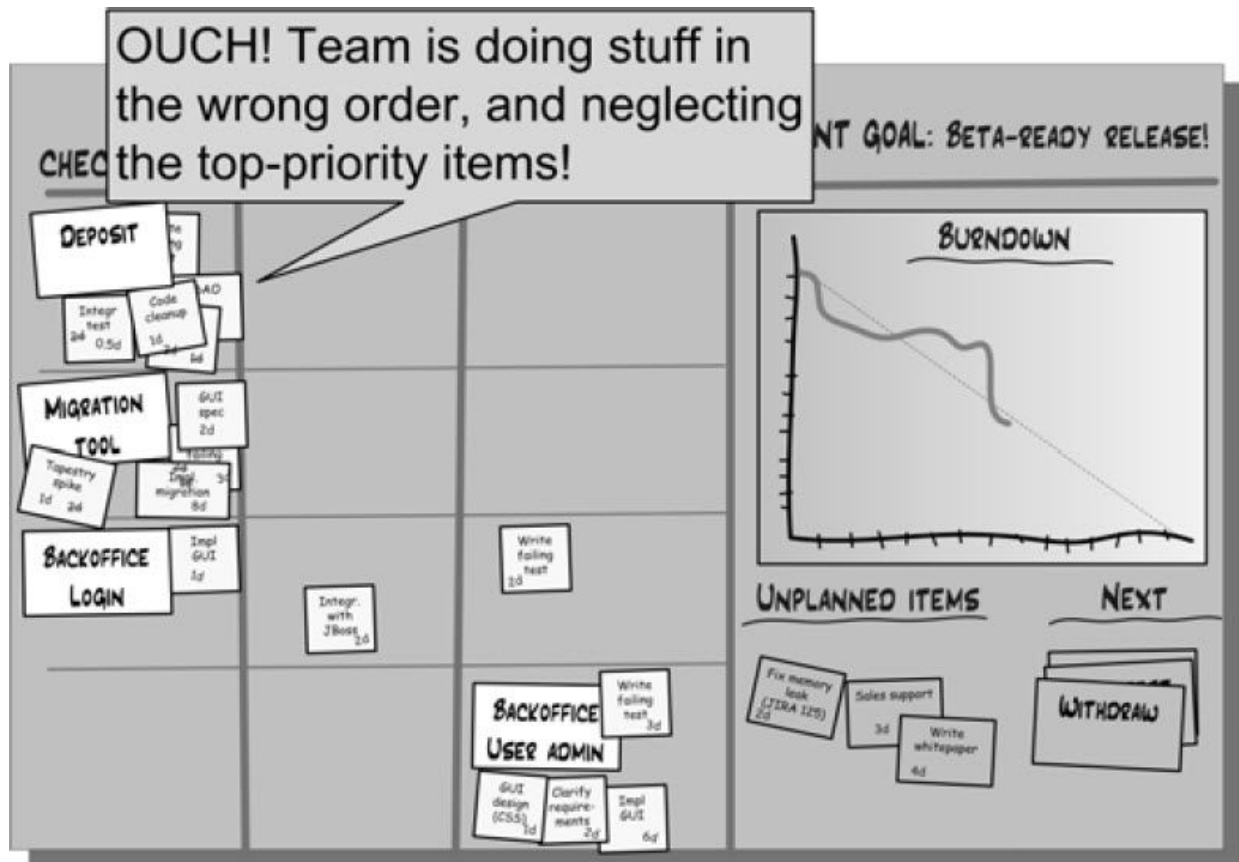 OUCH! Team is doing stuff in
the wrong order, and neglecting
the top-priority items!
CHEC
NT GOAL: BETA-READY RELEASE!
DEPOSIT
Integr
test
2d 0.5d
Code
cleanup
1d
2d
1d
MIGRATION
TOOL
GUI
spec
2d
Tapestry
spike
1d 2d
failing
Impl.
migration
8d
BACKOFFICE
LOGIN
Impl
GUI
1d
Integr.
with
JBoss
2d
Write
failing
test
2d
BACKOFFICE
USER ADMIN
Write
failing
test
3d
GUI
design
(CSS)
1d
Clarify
require-
ments
2d
Impl
GUI
6d
BURNDOWN
UNPLANNED ITEMS
Fix memory
leak
(JIRA 125)
2d
Sales support
3d
Write
whitepaper
4d
NEXT
WITHDRAW